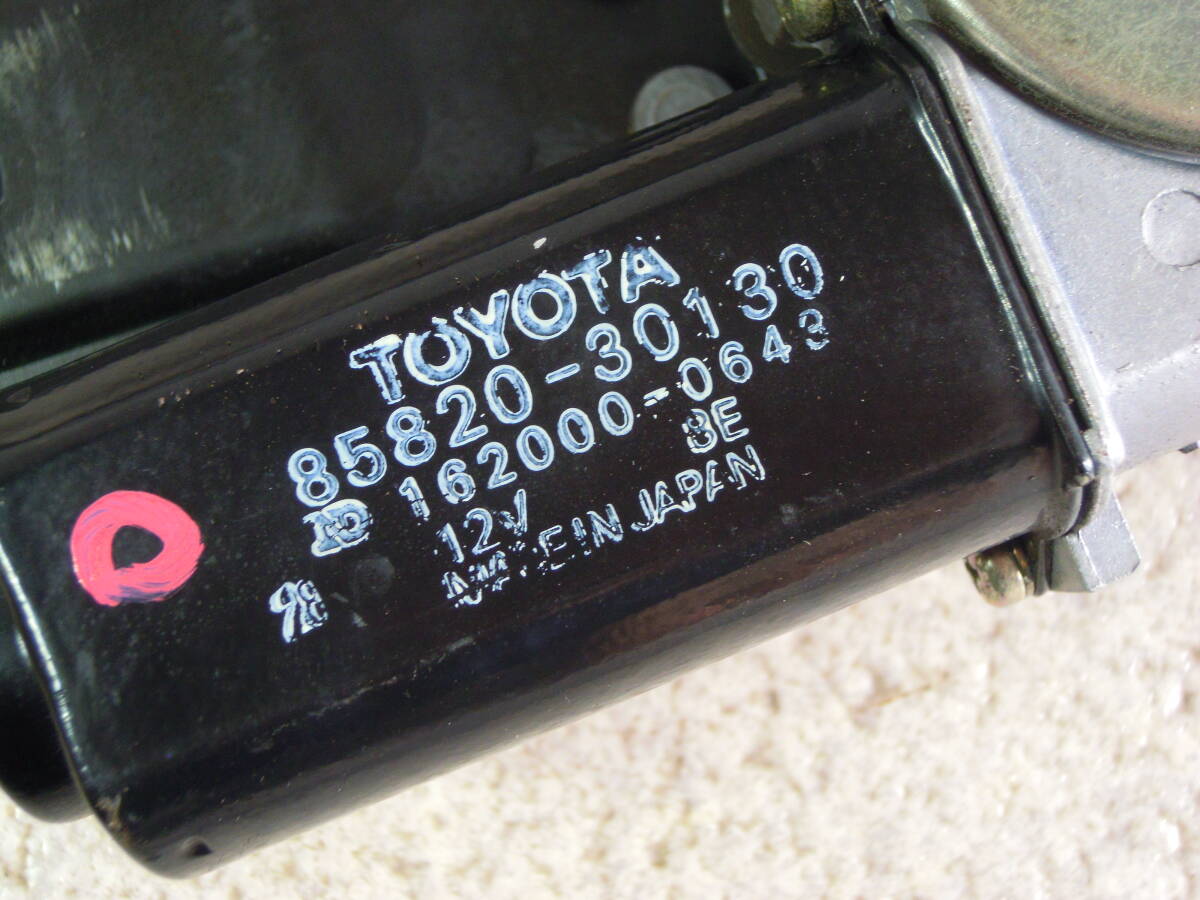 TOYOTA
85820-30130
162000-0643
12V 8E
MADE IN JAPAN